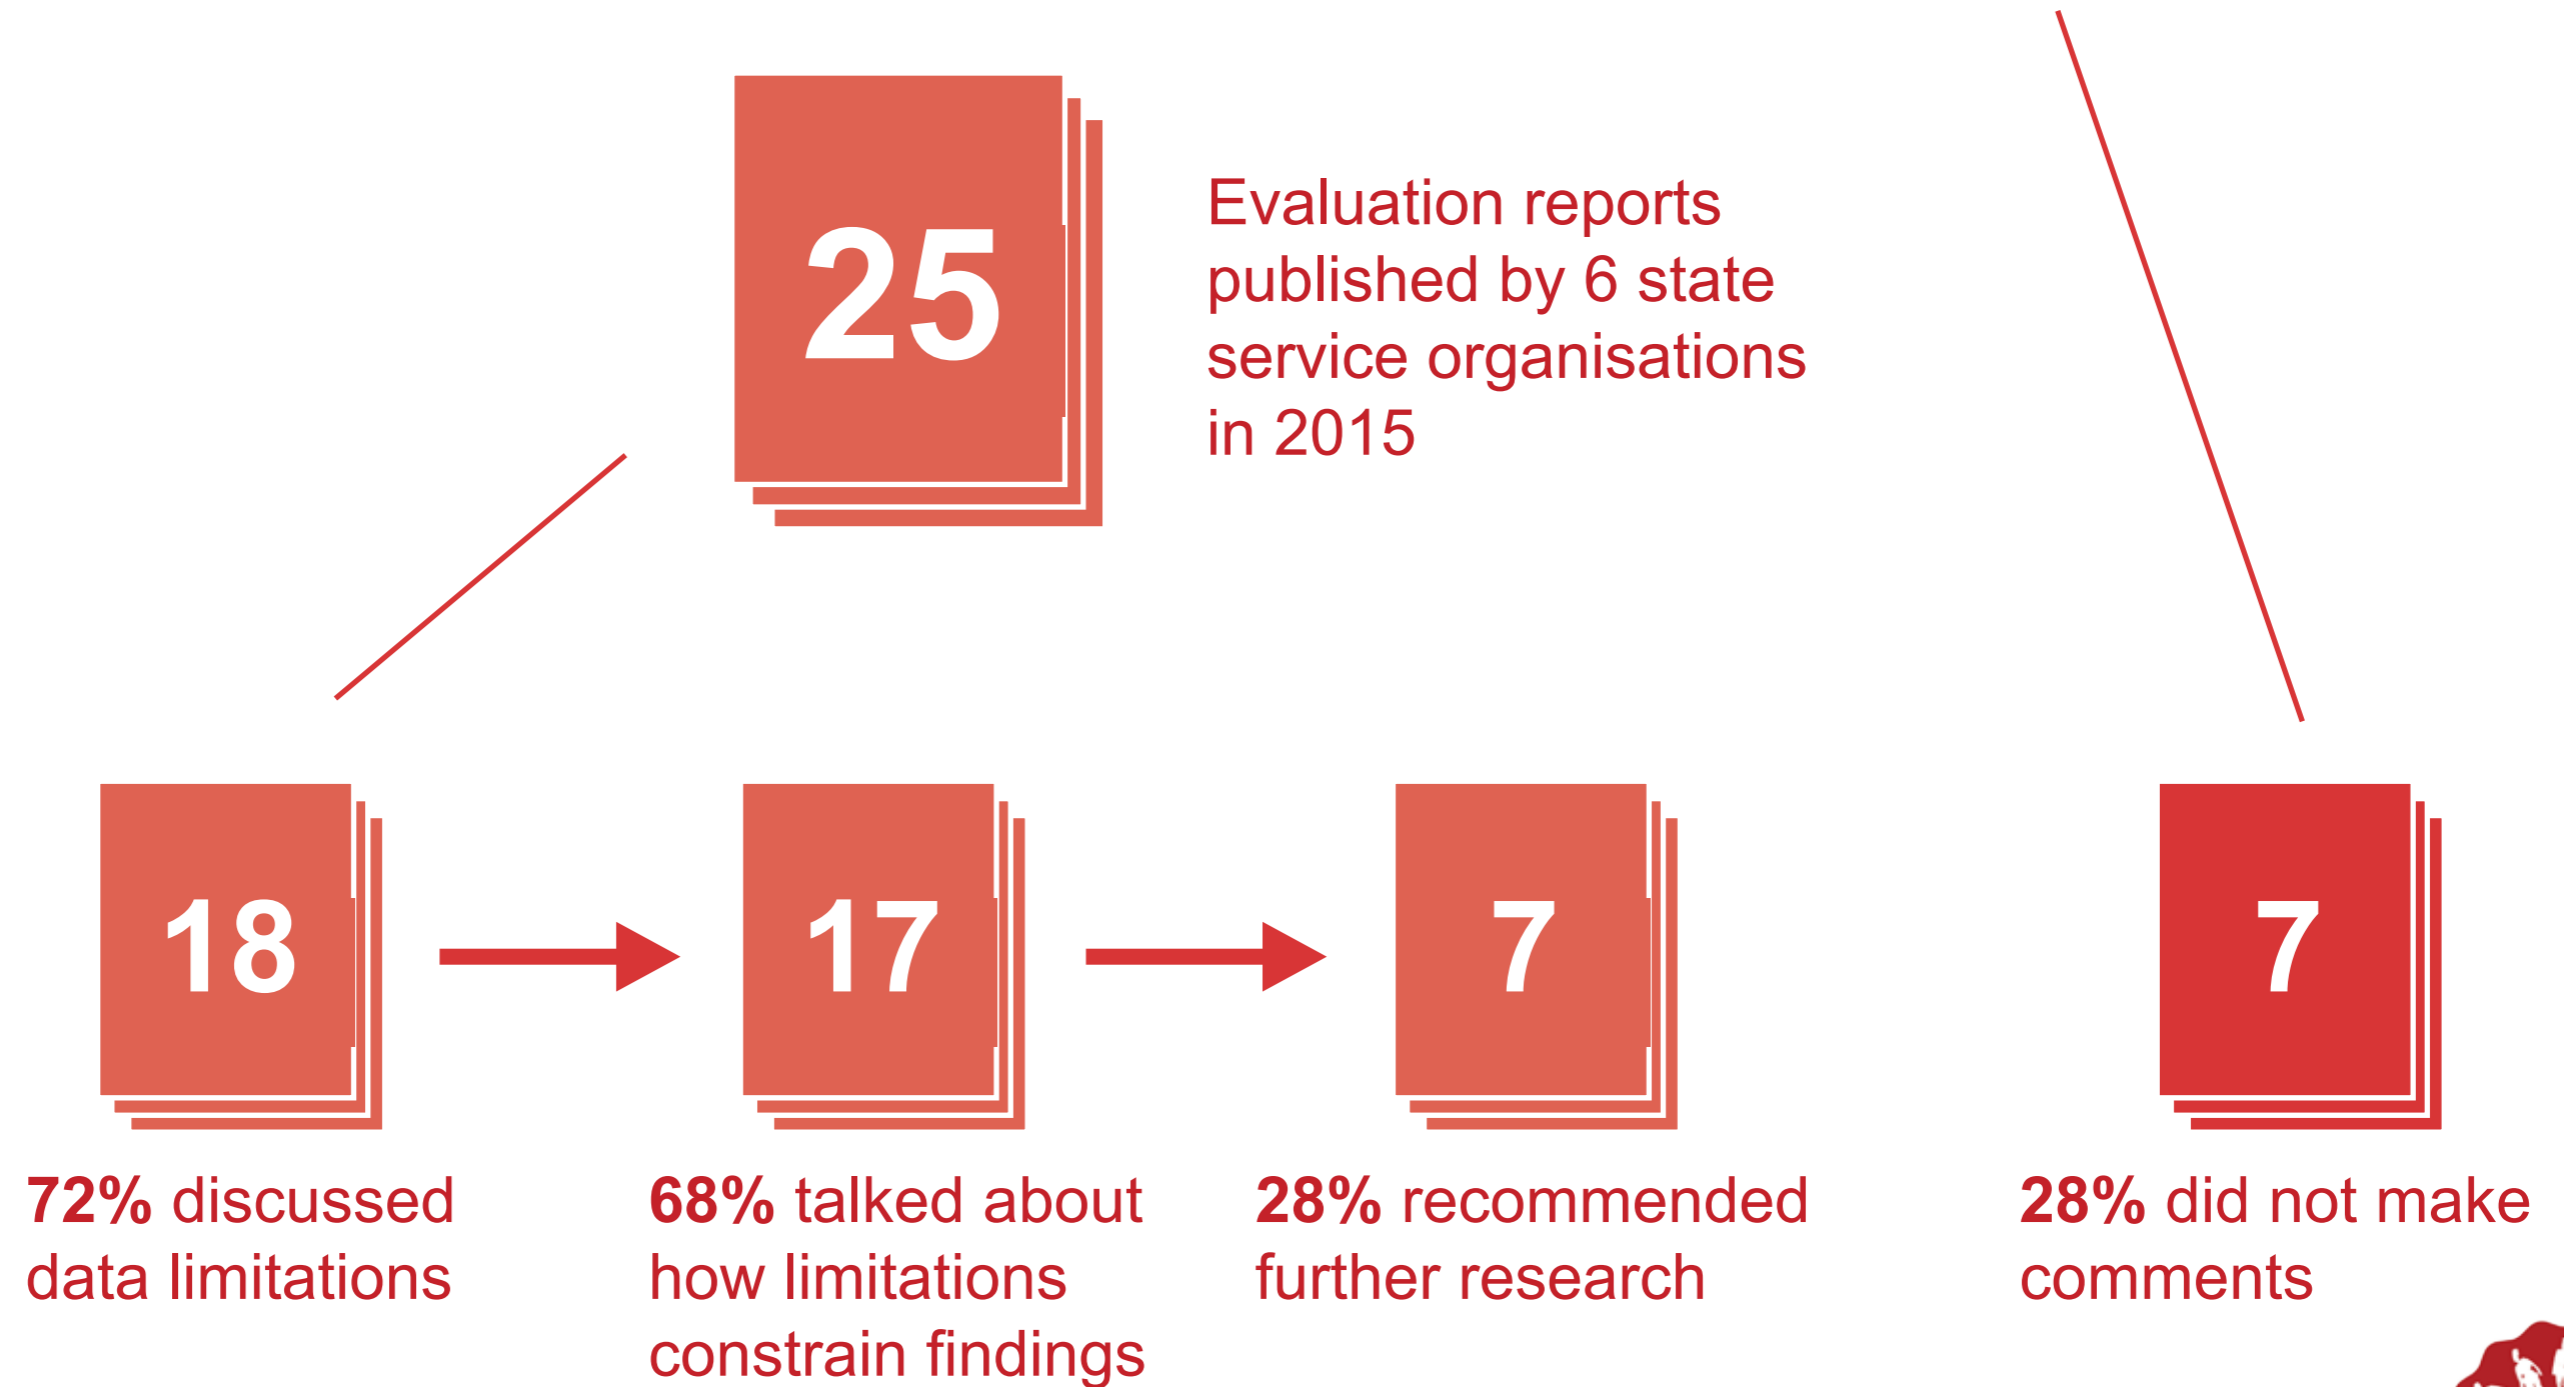 25
Evaluation reports
published by 6 state
service organisations
in 2015
18
17
7
7
72% discussed
data limitations
68% talked about
how limitations
constrain findings
28% recommended
further research
28% did not make
comments